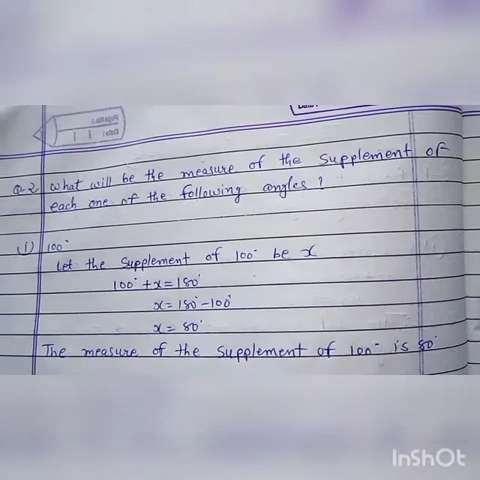 Q-2 What will be the measure of the supplement of
each one of the following angles?
(i) 100°
Let the supplement of 100° be x
100° + x = 180°
x = 180° - 100°
x = 80°
The measure of the supplement of 100° is 80°
InShOt